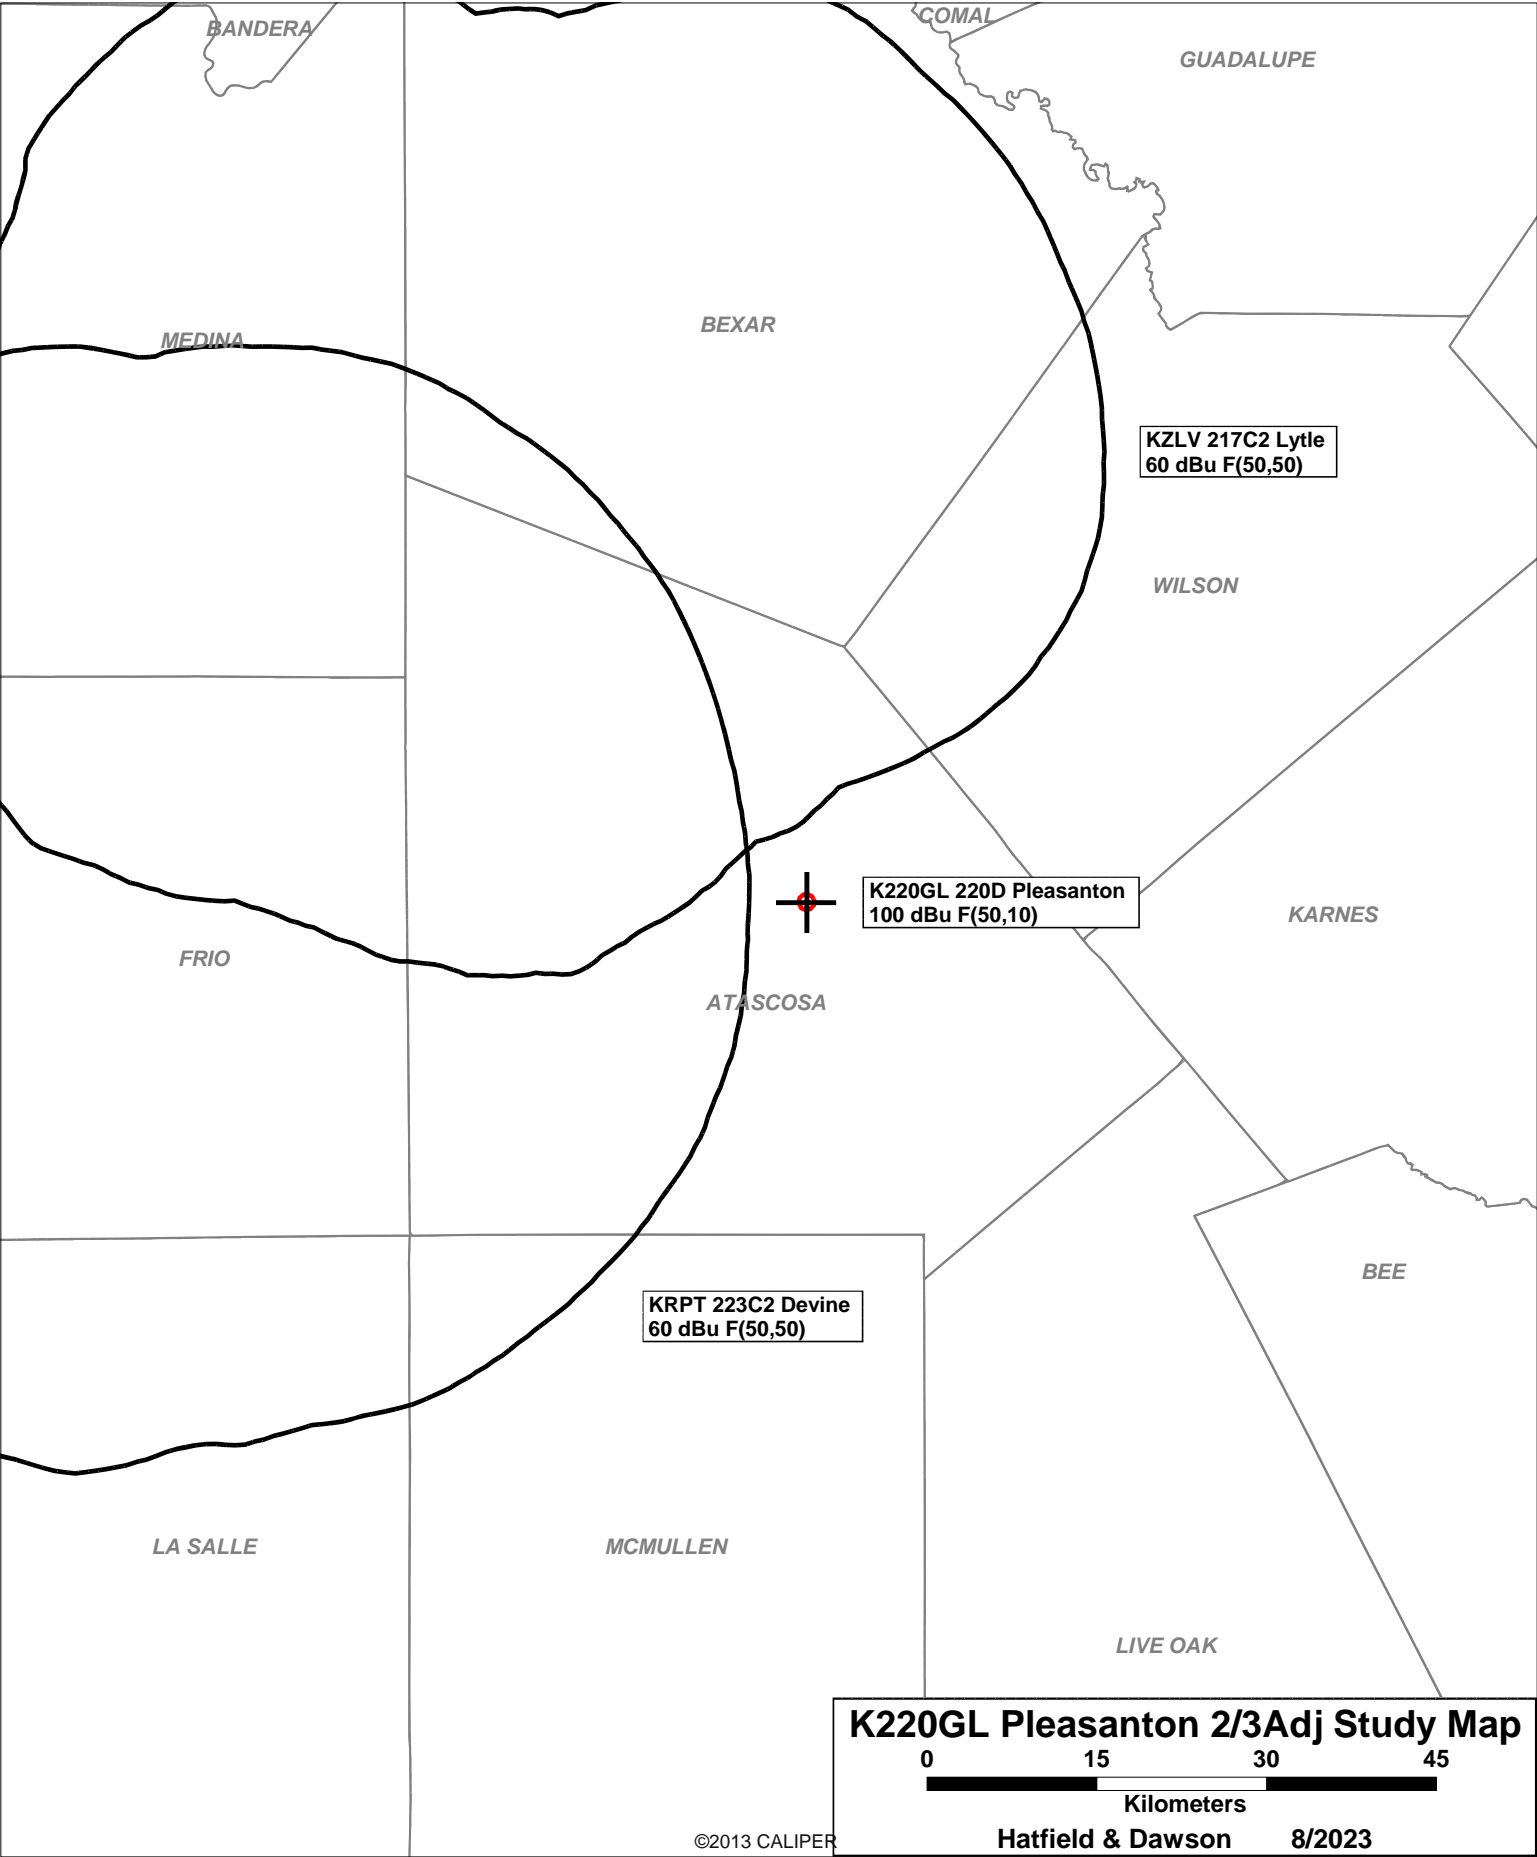 BANDERA
COMAL
GUADALUPE
BEXAR
MEDINA
KZLV 217C2 Lytle
60 dBu F(50,50)
WILSON
K220GL 220D Pleasanton
100 dBu F(50,10)
KARNES
FRIO
ATASCOSA
BEE
KRPT 223C2 Devine
60 dBu F(50,50)
LA SALLE
MCMULLEN
LIVE OAK
K220GL Pleasanton 2/3Adj Study Map
0 15 30 45
Kilometers
Hatfield & Dawson 8/2023
©2013 CALIPER